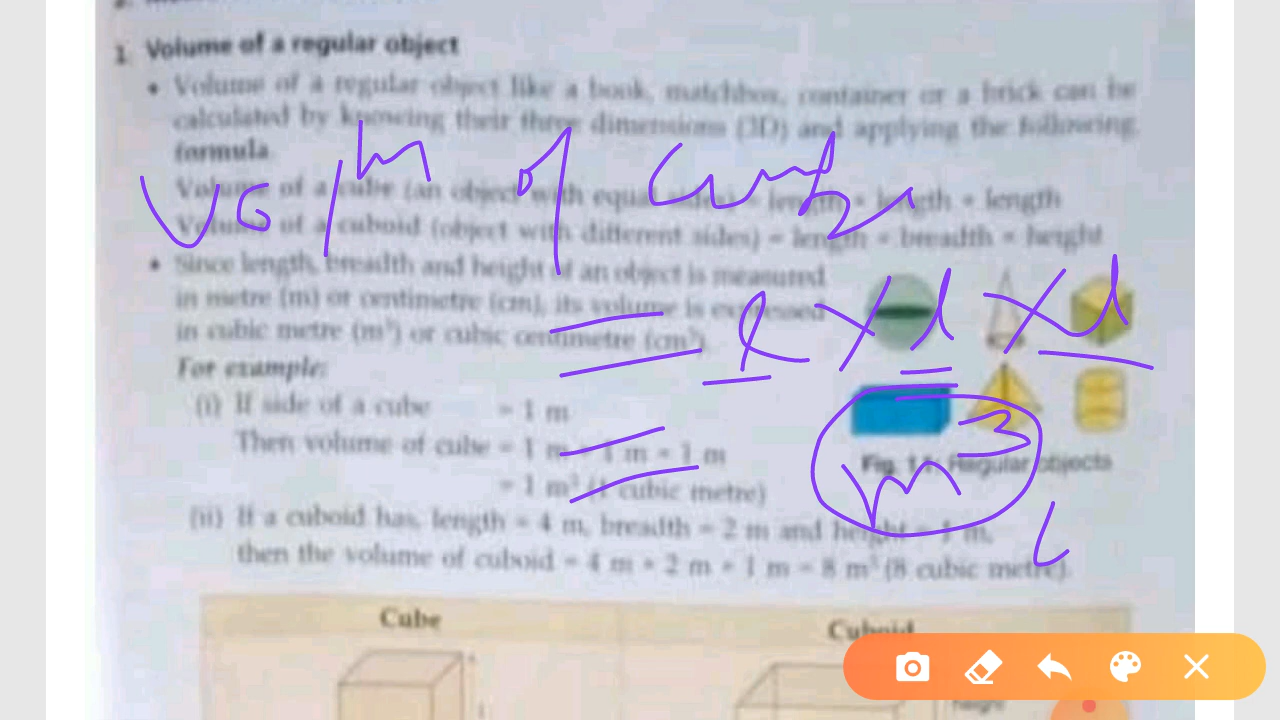 1. Volume of a regular object
• Volume of a regular object like a book, matchbox, container or a brick can be
calculated by knowing their three dimensions (3D) and applying the following
formula.
Volm of cube
Volume of a cube (an object with equal sides) = length × length × length
Volume of a cuboid (object with different sides) = length × breadth × height
• Since length, breadth and height of an object is measured
in metre (m) or centimetre (cm), its volume is expressed
in cubic metre (m³) or cubic centimetre (cm³).
= l × l × l
For example:
(i) If side of a cube = 1 m
Then volume of cube = 1 m × 1 m × 1 m
= 1 m³ (1 cubic metre)
= m³
Regular objects
(ii) If a cuboid has, length = 4 m, breadth = 2 m and height = 1 m,
then the volume of cuboid = 4 m × 2 m × 1 m = 8 m³ (8 cubic metre).
Cube Cuboid
height